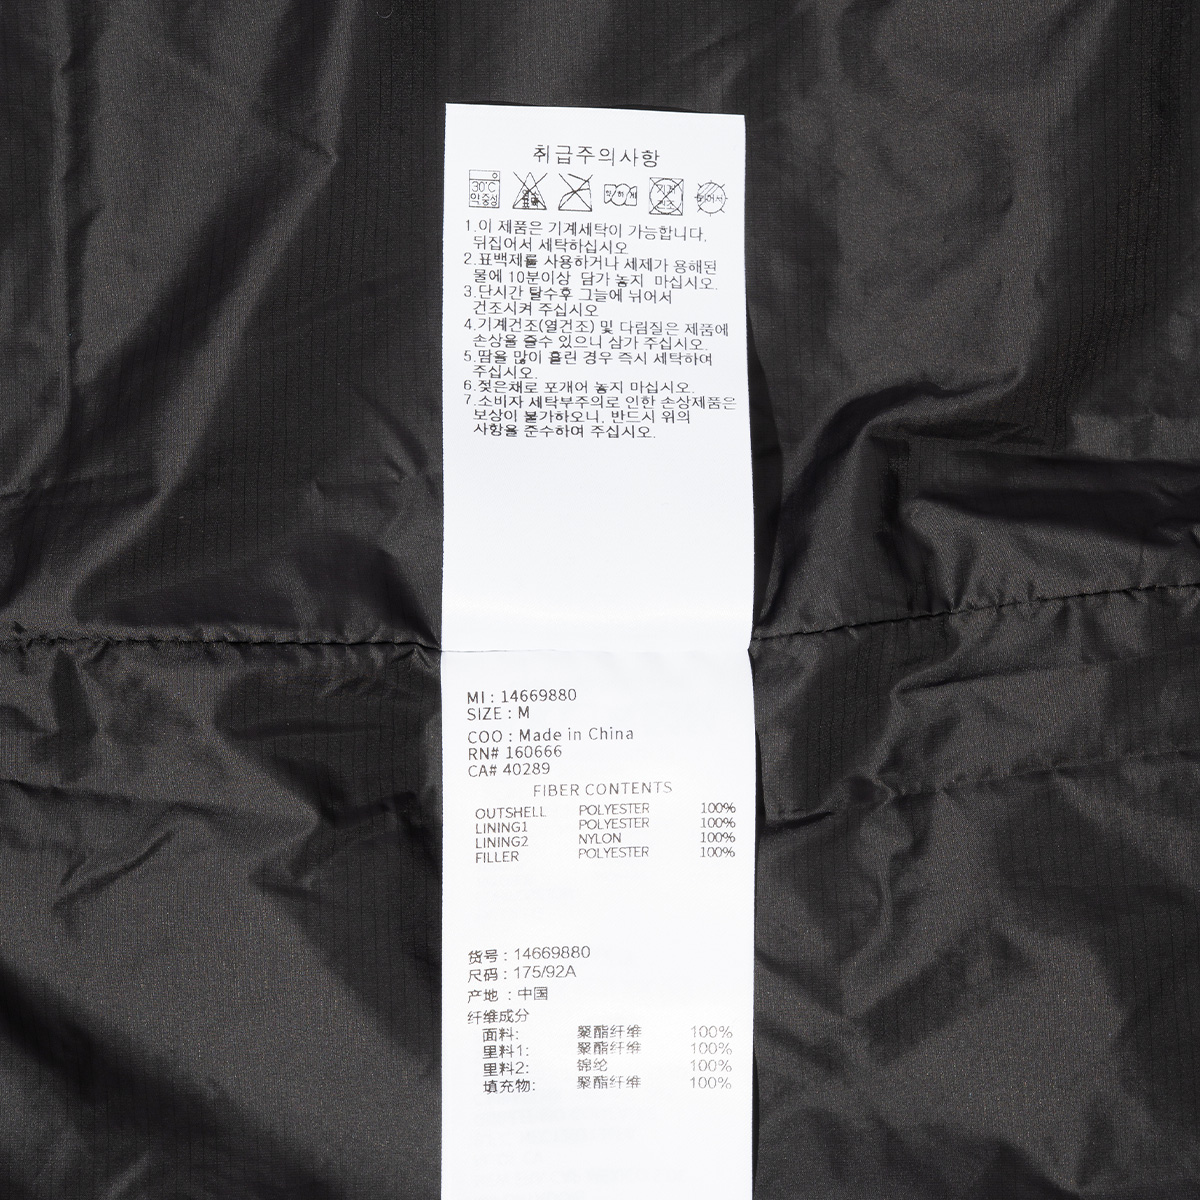 취급주의사항
30℃
약중성
1.이 제품은 기계세탁이 가능합니다.
뒤집어서 세탁하십시오
2.표백제를 사용하거나 세제가 용해된
물에 10분이상 담가 놓지 마십시오.
3.단시간 탈수후 그늘에 뉘어서
건조시켜 주십시오
4.기계건조(열건조) 및 다림질은 제품에
손상을 줄수 있으니 삼가 주십시오.
5.땀을 많이 흘린 경우 즉시 세탁하여
주십시오.
6.젖은채로 포개어 놓지 마십시오.
7.소비자 세탁부주의로 인한 손상제품은
보상이 불가하오니, 반드시 위의
사항을 준수하여 주십시오.
MI : 14669880
SIZE : M
COO : Made in China
RN# 160666
CA# 40289
FIBER CONTENTS
OUTSHELL POLYESTER 100%
LINING1 POLYESTER 100%
LINING2 NYLON 100%
FILLER POLYESTER 100%
货号 : 14669880
尺码 : 175/92A
产地 : 中国
纤维成分
面料: 聚酯纤维 100%
里料1: 聚酯纤维 100%
里料2: 锦纶 100%
填充物: 聚酯纤维 100%